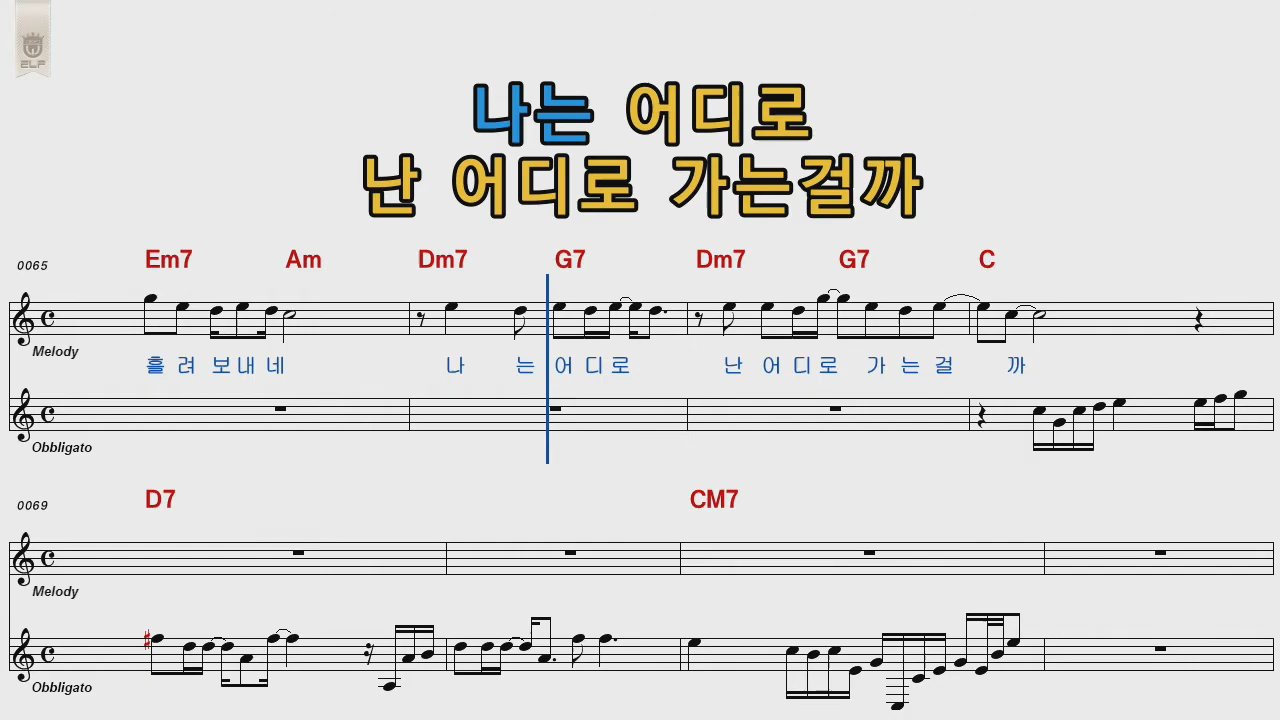 ELF
나는 어디로
난 어디로 가는걸까
0065 Em7 Am Dm7 G7 Dm7 G7 C
Melody
흘 려 보 내 네 나 는 어 디 로 난 어 디 로 가 는 걸 까
Obbligato
0069 D7 CM7
Melody
Obbligato